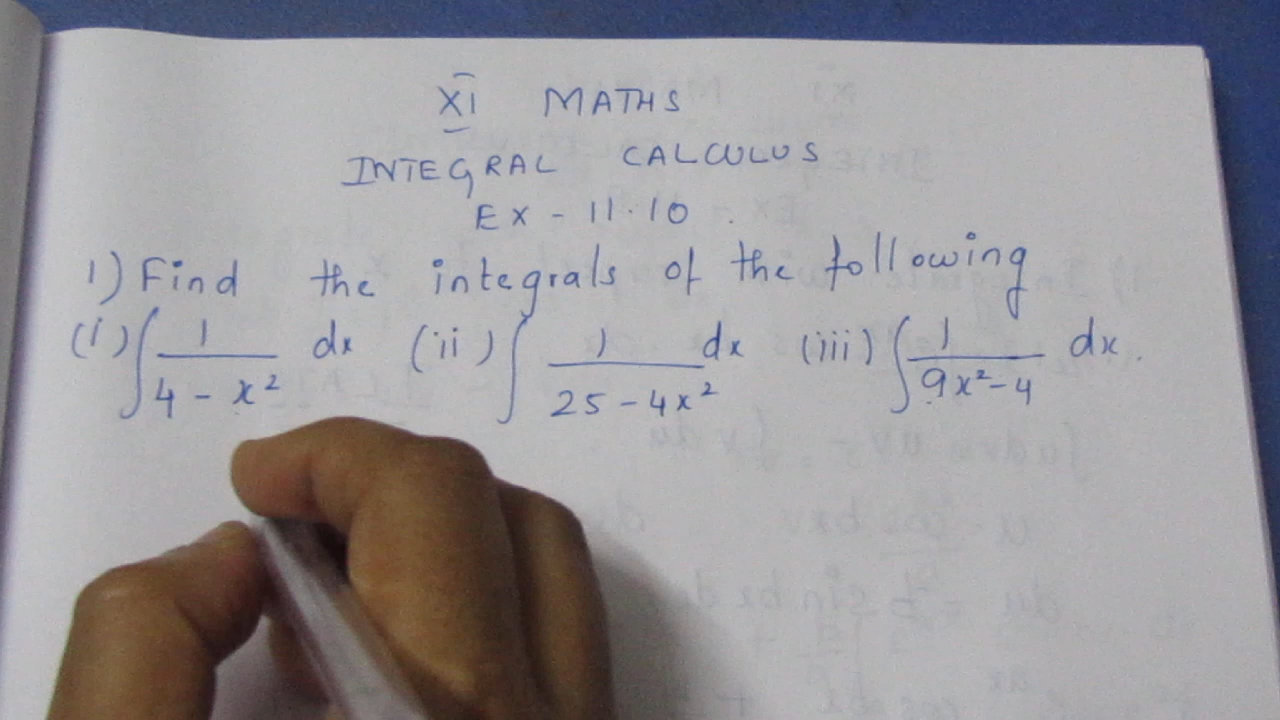 XI MATHS
INTEGRAL CALCULUS
EX - 11.10.
1) Find the integrals of the following
(i) ∫ 1/(4 - x²) dx (ii) ∫ 1/(25 - 4x²) dx (iii) ∫ 1/(9x² - 4) dx.